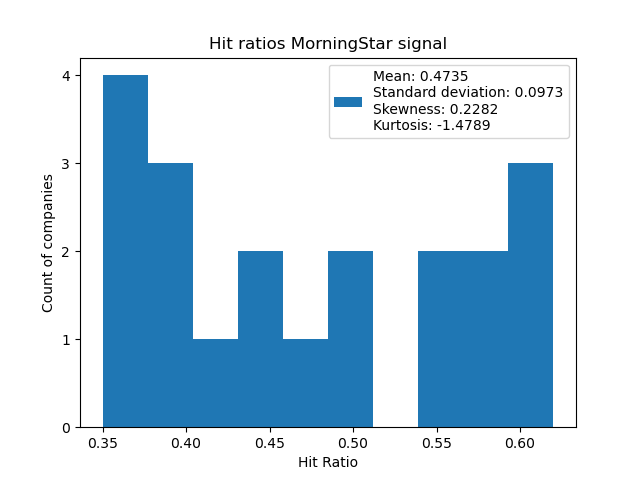 Hit ratios MorningStar signal
Mean: 0.4735
Standard deviation: 0.0973
Skewness: 0.2282
Kurtosis: -1.4789
Count of companies
4
3
2
1
0
0.35 0.40 0.45 0.50 0.55 0.60
Hit Ratio